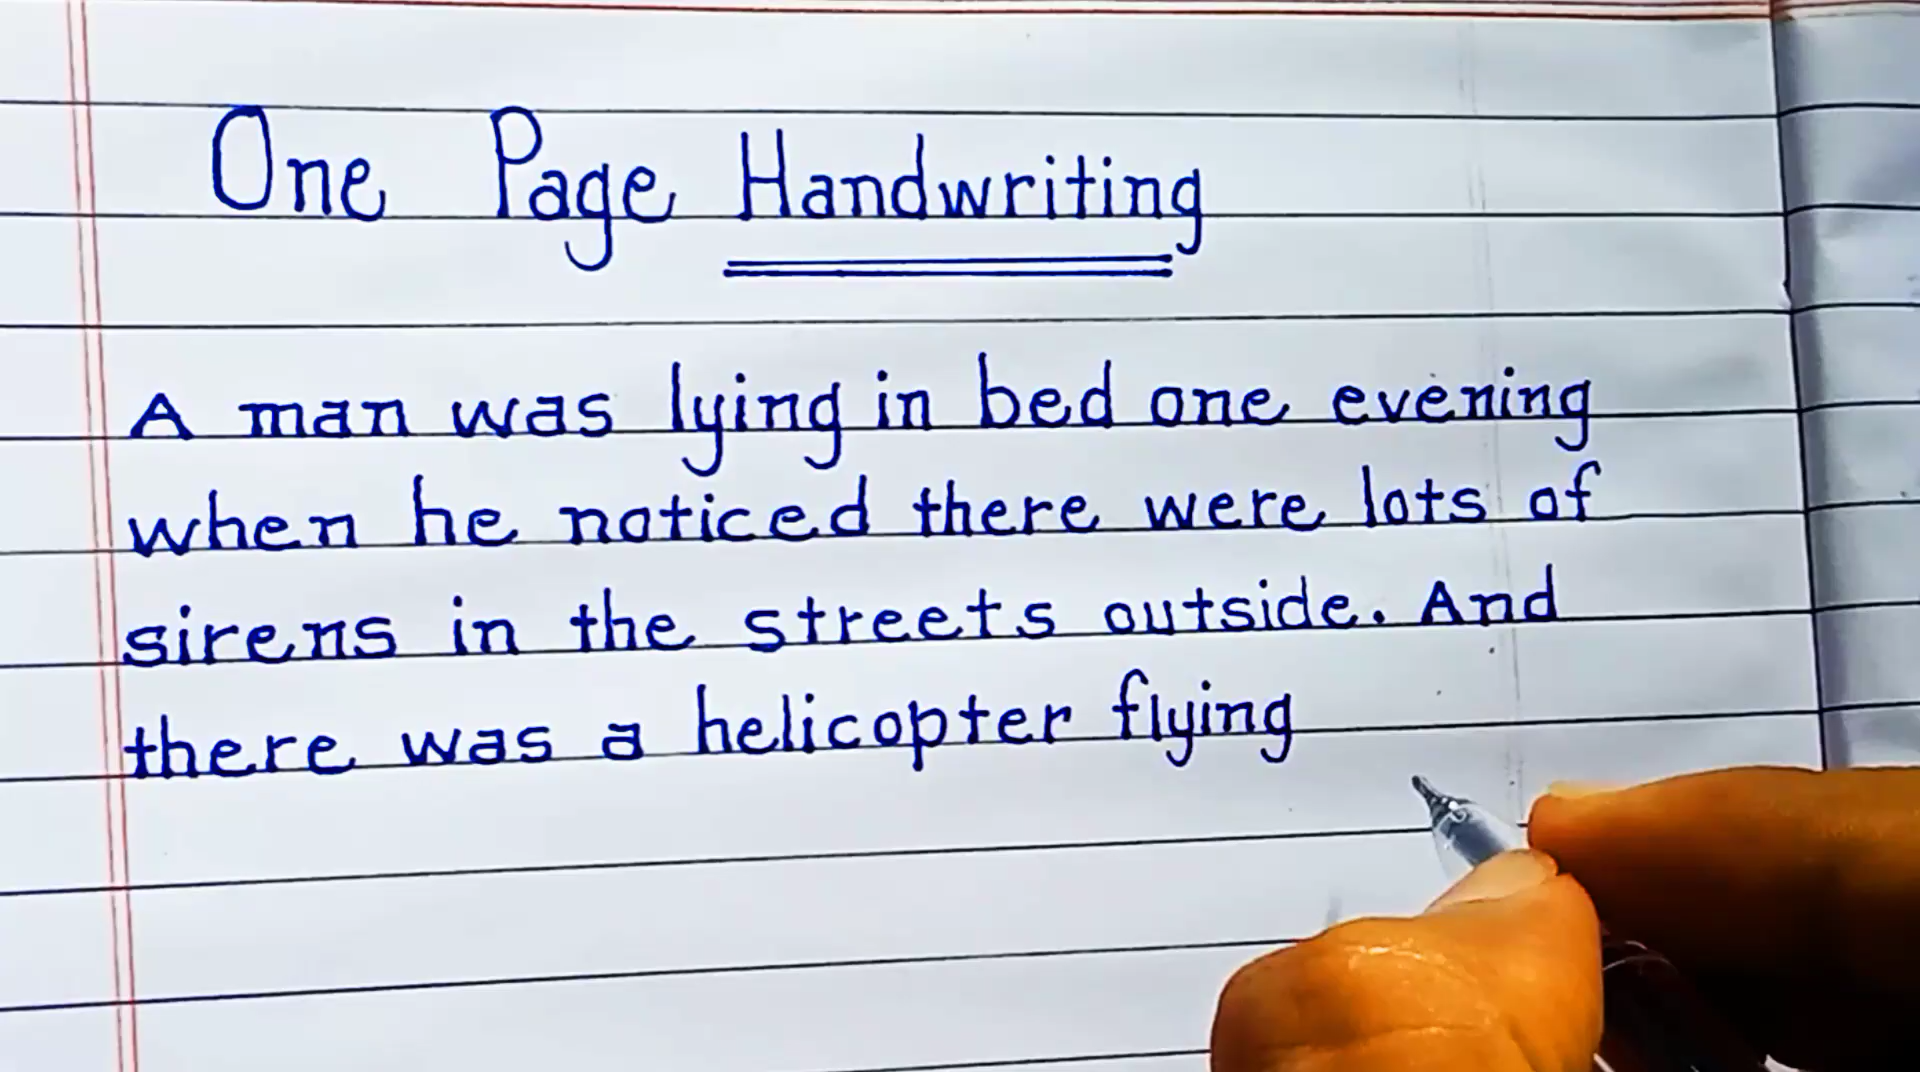 One Page Handwriting
A man was lying in bed one evening
when he noticed there were lots of
sirens in the streets outside. And
there was a helicopter flying